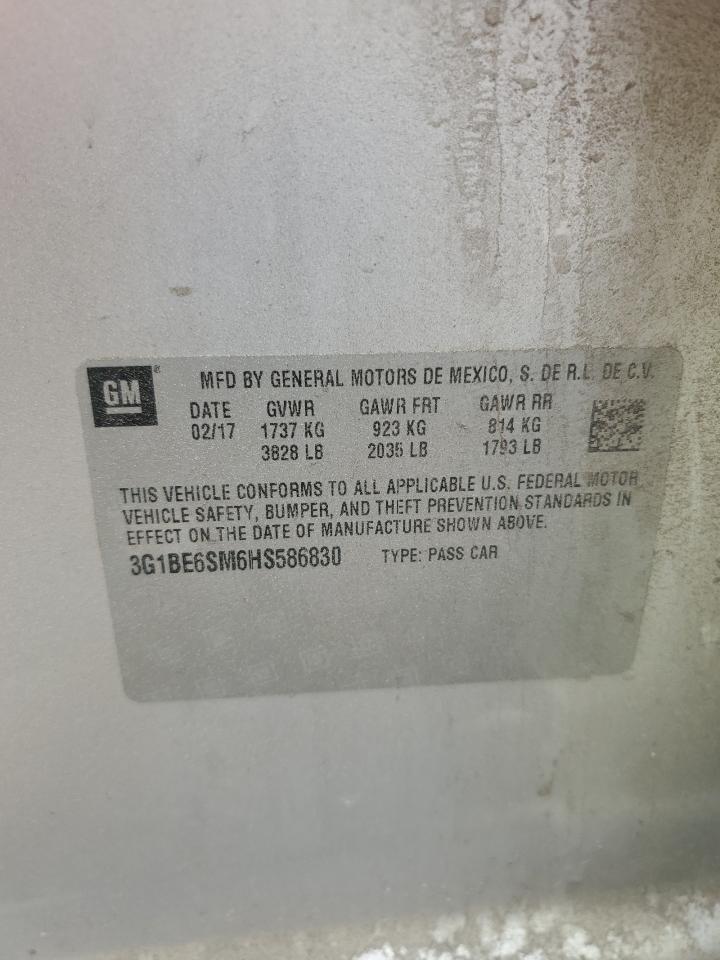 GM
MFD BY GENERAL MOTORS DE MEXICO, S. DE R.L. DE C.V.
DATE GVWR GAWR FRT GAWR RR
02/17 1737 KG 923 KG 814 KG
3828 LB 2035 LB 1793 LB
THIS VEHICLE CONFORMS TO ALL APPLICABLE U.S. FEDERAL MOTOR
VEHICLE SAFETY, BUMPER, AND THEFT PREVENTION STANDARDS IN
EFFECT ON THE DATE OF MANUFACTURE SHOWN ABOVE.
3G1BE6SM6HS586830 TYPE: PASS CAR